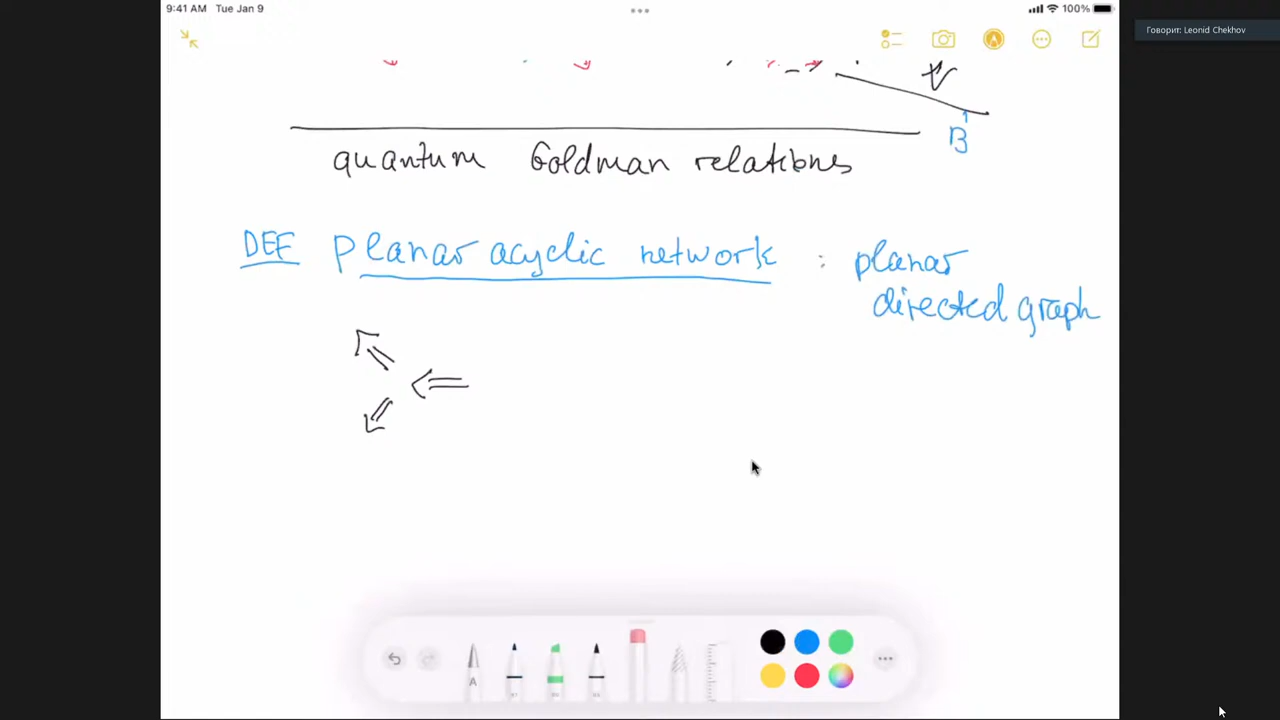 9:41 AM Tue Jan 9
100%
Говорит: Leonid Chekhov
B
quantum Goldman relations
DEF planar acyclic network : planar
directed graph
A